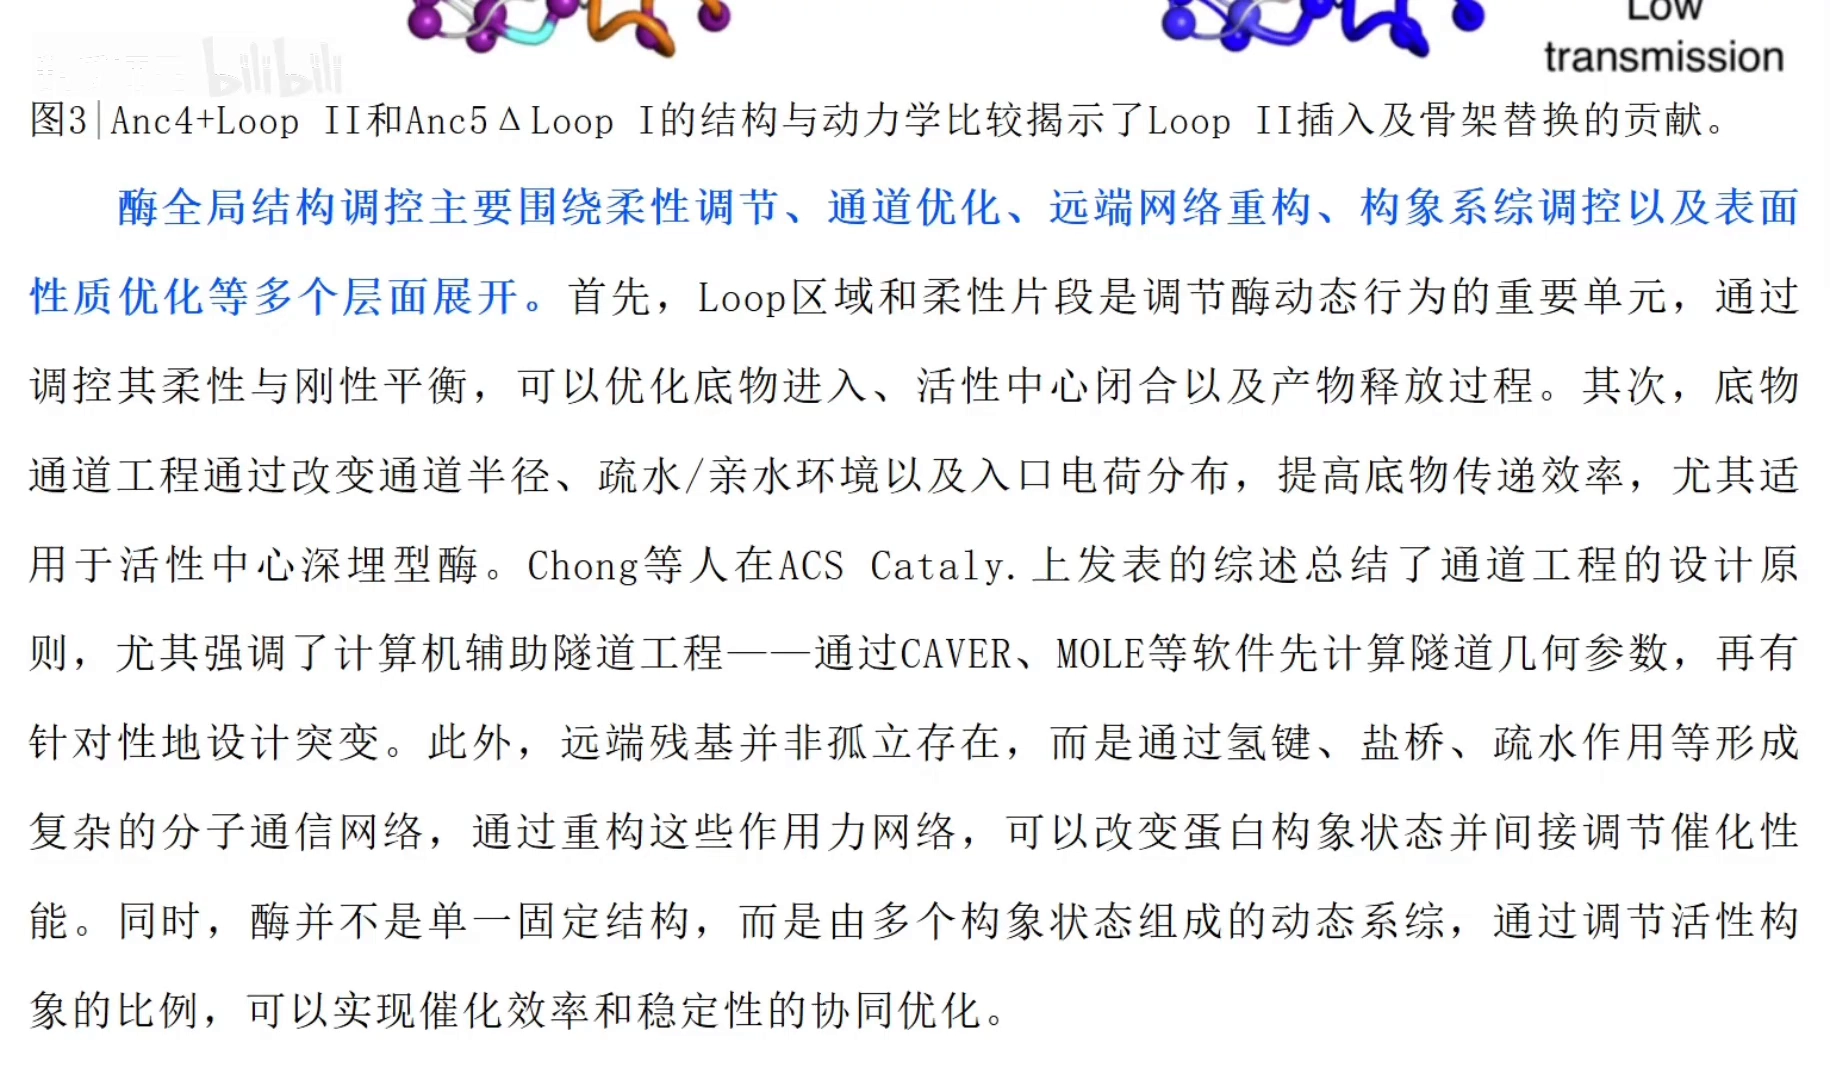 Low
transmission
bilibili
图3|Anc4+Loop II和Anc5ΔLoop I的结构与动力学比较揭示了Loop II插入及骨架替换的贡献。
酶全局结构调控主要围绕柔性调节、通道优化、远端网络重构、构象系综调控以及表面
性质优化等多个层面展开。首先，Loop区域和柔性片段是调节酶动态行为的重要单元，通过
调控其柔性与刚性平衡，可以优化底物进入、活性中心闭合以及产物释放过程。其次，底物
通道工程通过改变通道半径、疏水/亲水环境以及入口电荷分布，提高底物传递效率，尤其适
用于活性中心深埋型酶。Chong等人在ACS Cataly.上发表的综述总结了通道工程的设计原
则，尤其强调了计算机辅助隧道工程——通过CAVER、MOLE等软件先计算隧道几何参数，再有
针对性地设计突变。此外，远端残基并非孤立存在，而是通过氢键、盐桥、疏水作用等形成
复杂的分子通信网络，通过重构这些作用力网络，可以改变蛋白构象状态并间接调节催化性
能。同时，酶并不是单一固定结构，而是由多个构象状态组成的动态系综，通过调节活性构
象的比例，可以实现催化效率和稳定性的协同优化。